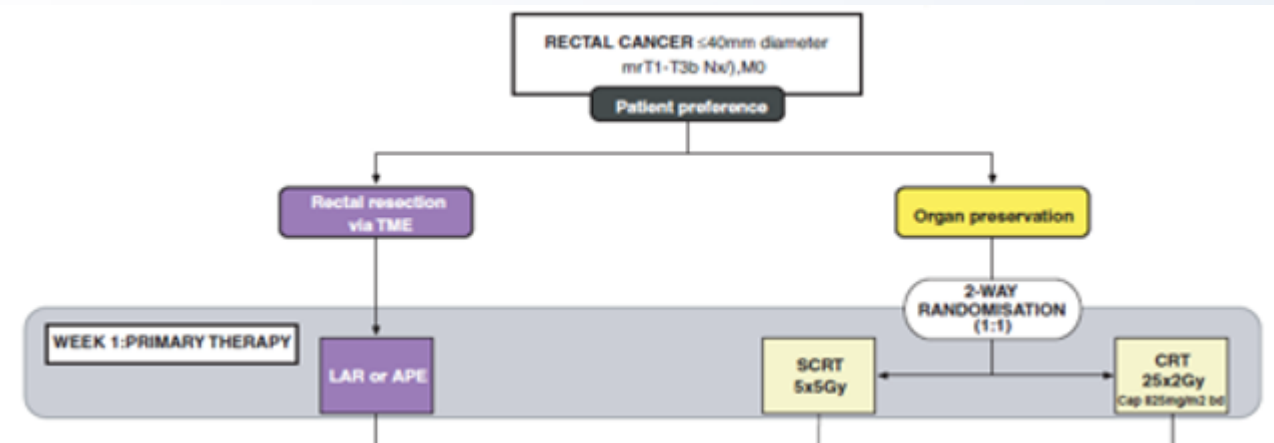 RECTAL CANCER ≤40mm diameter
mrT1-T3b Nx/),M0
Patient preference
Rectal resection
via TME
Organ preservation
2-WAY
RANDOMISATION
(1:1)
WEEK 1:PRIMARY THERAPY
LAR or APE
SCRT
5x5Gy
CRT
25x2Gy
Cap 825mg/m2 bd